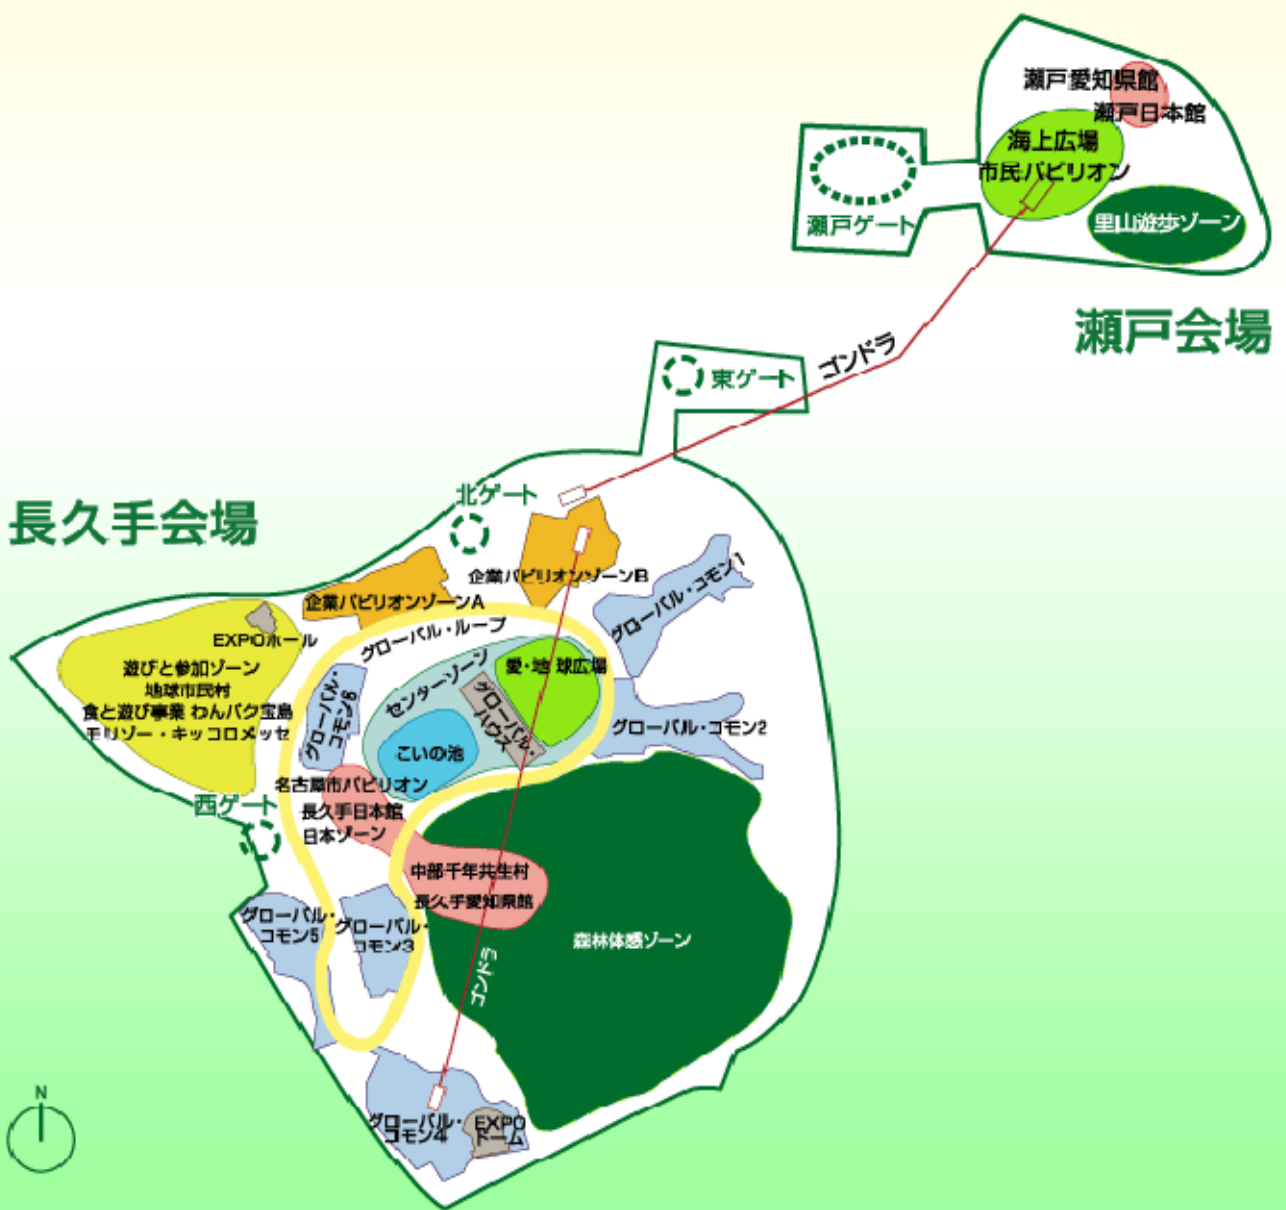 瀬戸愛知県館
瀬戸日本館
海上広場
市民パビリオン
瀬戸ゲート
里山遊歩ゾーン
瀬戸会場
ゴンドラ
東ゲート
長久手会場
北ゲート
企業パビリオンゾーンB
グローバル・コモン1
企業パビリオンゾーンA
グローバル・ループ
EXPOホール
遊びと参加ゾーン
地球市民村
食と遊び事業 わんパク宝島
モリゾー・キッコロメッセ
グローバル・
コモン6
センターゾーン
愛・地球広場
グローバル・
ハウス
こいの池
グローバル・コモン2
名古屋市パビリオン
長久手日本館
日本ゾーン
西ゲート
中部千年共生村
長久手愛知県館
グローバル・
コモン5
グローバル・
コモン3
森林体感ゾーン
ゴンドラ
グローバル・
コモン4
EXPO
ドーム
N